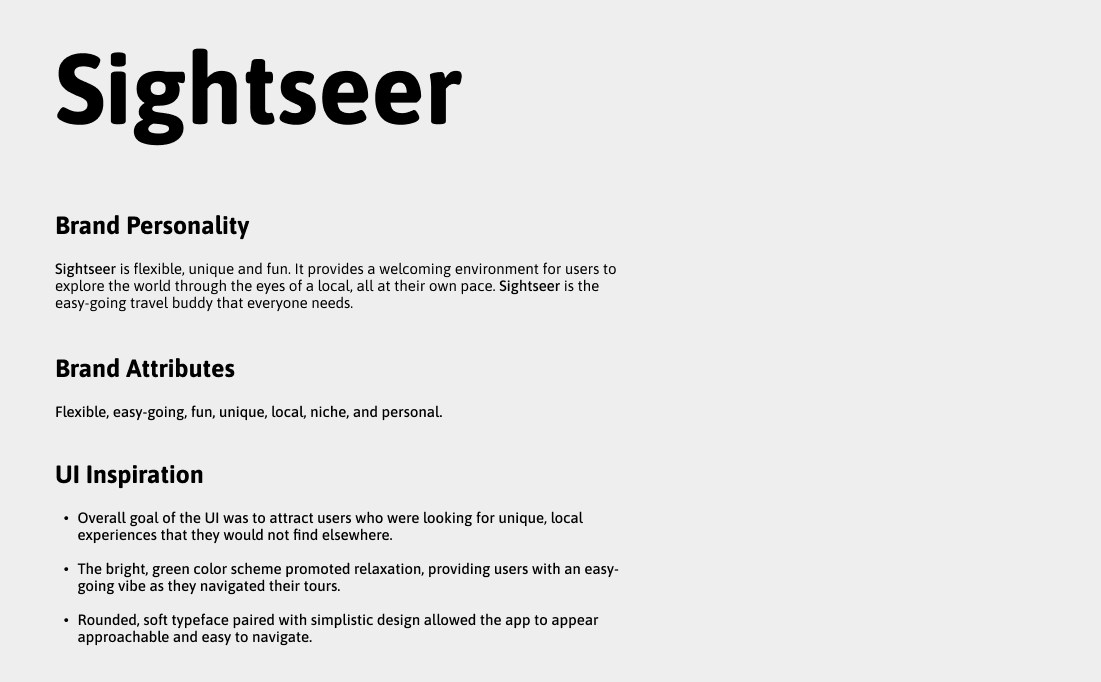 Sightseer
Brand Personality
Sightseer is flexible, unique and fun. It provides a welcoming environment for users to
explore the world through the eyes of a local, all at their own pace. Sightseer is the
easy-going travel buddy that everyone needs.
Brand Attributes
Flexible, easy-going, fun, unique, local, niche, and personal.
UI Inspiration
• Overall goal of the UI was to attract users who were looking for unique, local
experiences that they would not find elsewhere.
• The bright, green color scheme promoted relaxation, providing users with an easy-
going vibe as they navigated their tours.
• Rounded, soft typeface paired with simplistic design allowed the app to appear
approachable and easy to navigate.